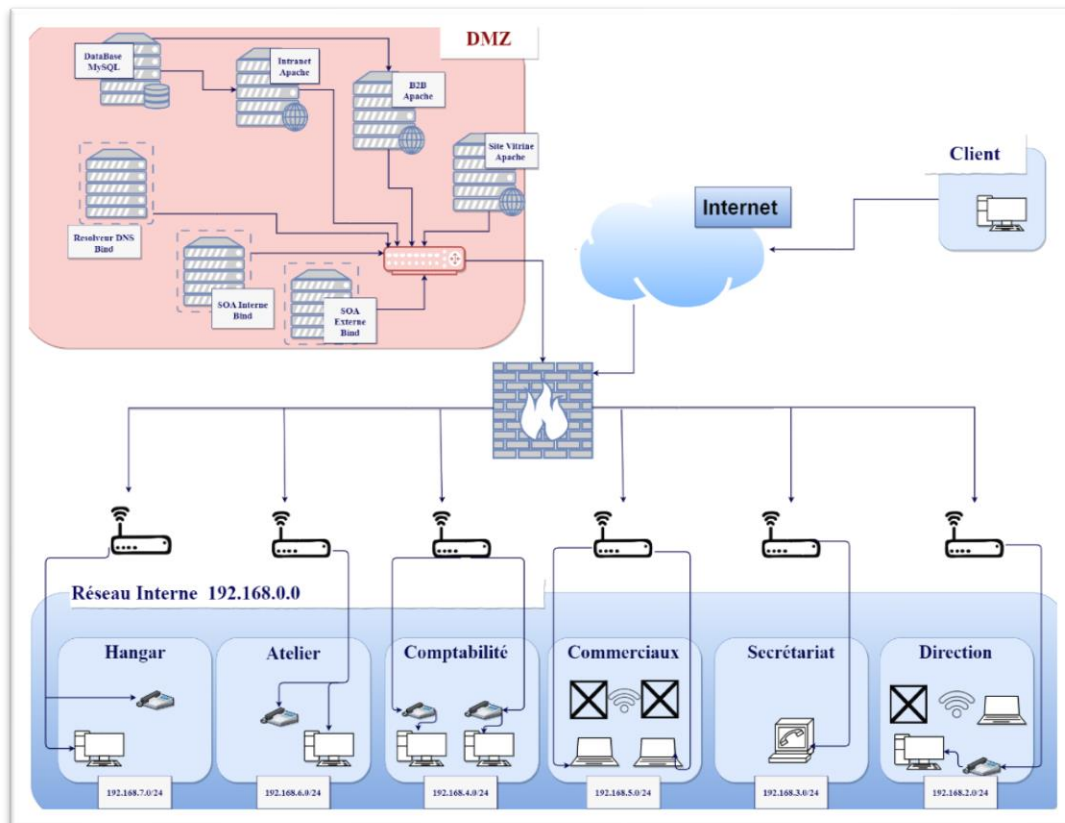 DMZ
DataBase
MySQL
Intranet
Apache
B2B
Apache
Site Vitrine
Apache
Resolveur DNS
Bind
SOA Interne
Bind
SOA
Externe
Bind
Client
Internet
Réseau Interne 192.168.0.0
Hangar
Atelier
Comptabilité
Commerciaux
Secrétariat
Direction
192.168.7.0/24
192.168.6.0/24
192.168.4.0/24
192.168.5.0/24
192.168.3.0/24
192.168.2.0/24